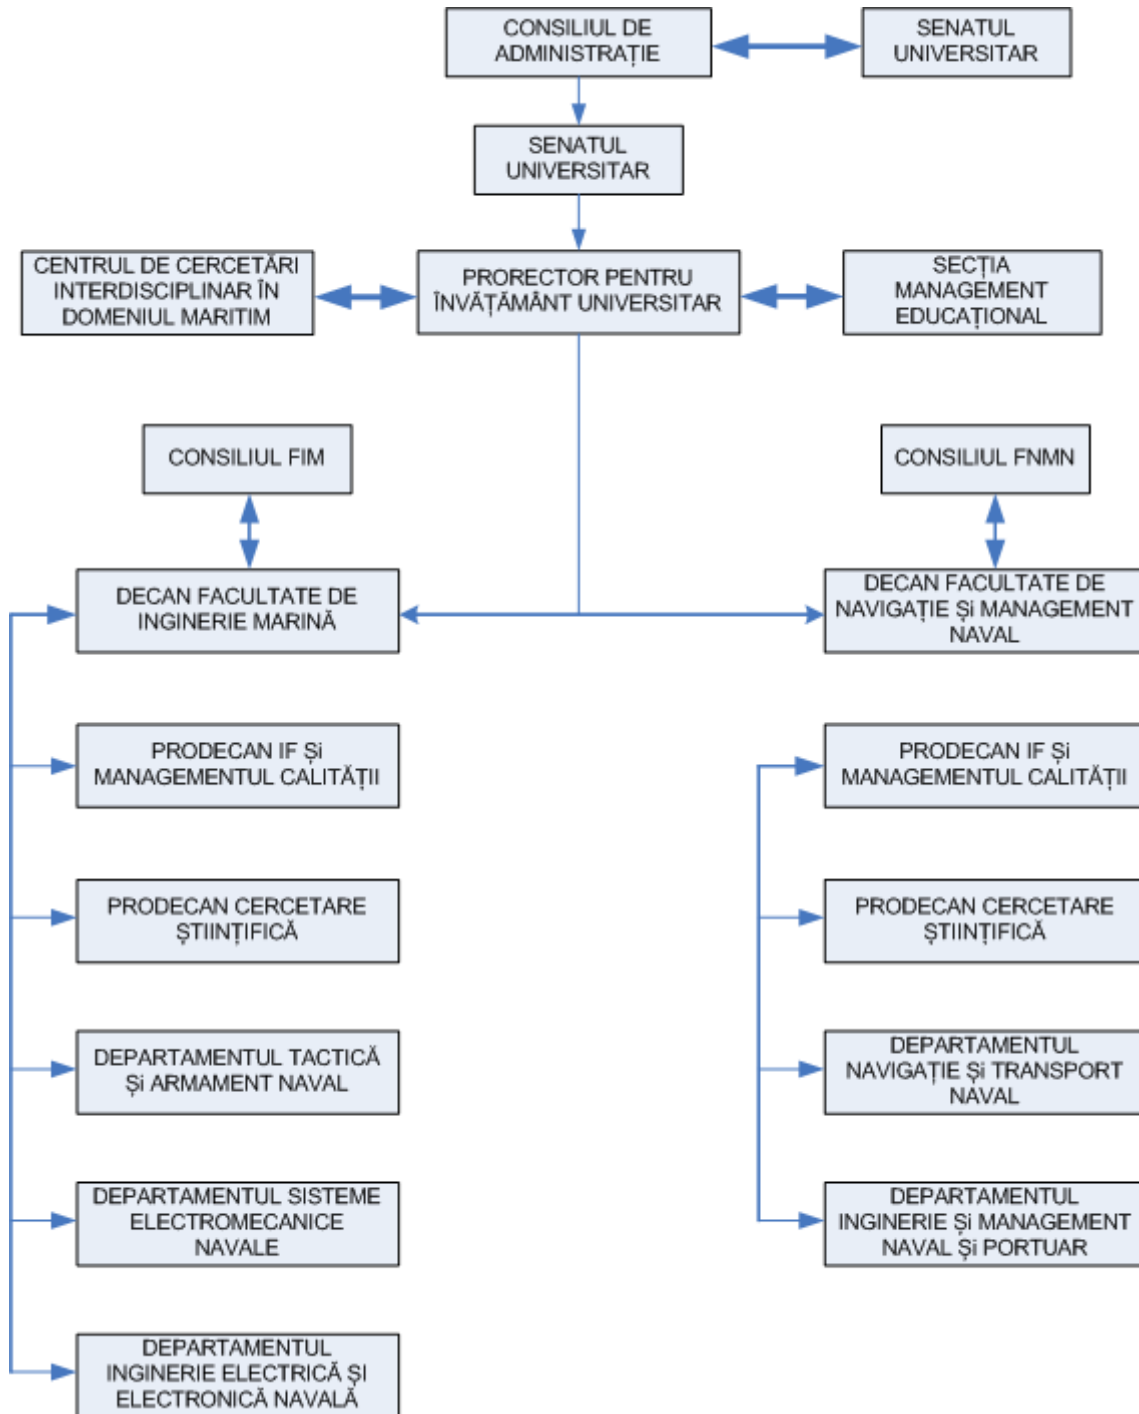 CONSILIUL DE
ADMINISTRAȚIE
SENATUL
UNIVERSITAR
SENATUL
UNIVERSITAR
CENTRUL DE CERCETĂRI
INTERDISCIPLINAR ÎN
DOMENIUL MARITIM
PRORECTOR PENTRU
ÎNVĂȚĂMÂNT UNIVERSITAR
SECȚIA
MANAGEMENT
EDUCAȚIONAL
CONSILIUL FIM
CONSILIUL FNMN
DECAN FACULTATE DE
INGINERIE MARINĂ
DECAN FACULTATE DE
NAVIGAȚIE Și MANAGEMENT
NAVAL
PRODECAN IF Și
MANAGEMENTUL CALITĂȚII
PRODECAN IF Și
MANAGEMENTUL CALITĂȚII
PRODECAN CERCETARE
ȘTIINȚIFICĂ
PRODECAN CERCETARE
ȘTIINȚIFICĂ
DEPARTAMENTUL TACTICĂ
Și ARMAMENT NAVAL
DEPARTAMENTUL
NAVIGAȚIE Și TRANSPORT
NAVAL
DEPARTAMENTUL SISTEME
ELECTROMECANICE
NAVALE
DEPARTAMENTUL
INGINERIE Și MANAGEMENT
NAVAL Și PORTUAR
DEPARTAMENTUL
INGINERIE ELECTRICĂ ȘI
ELECTRONICĂ NAVALĂ